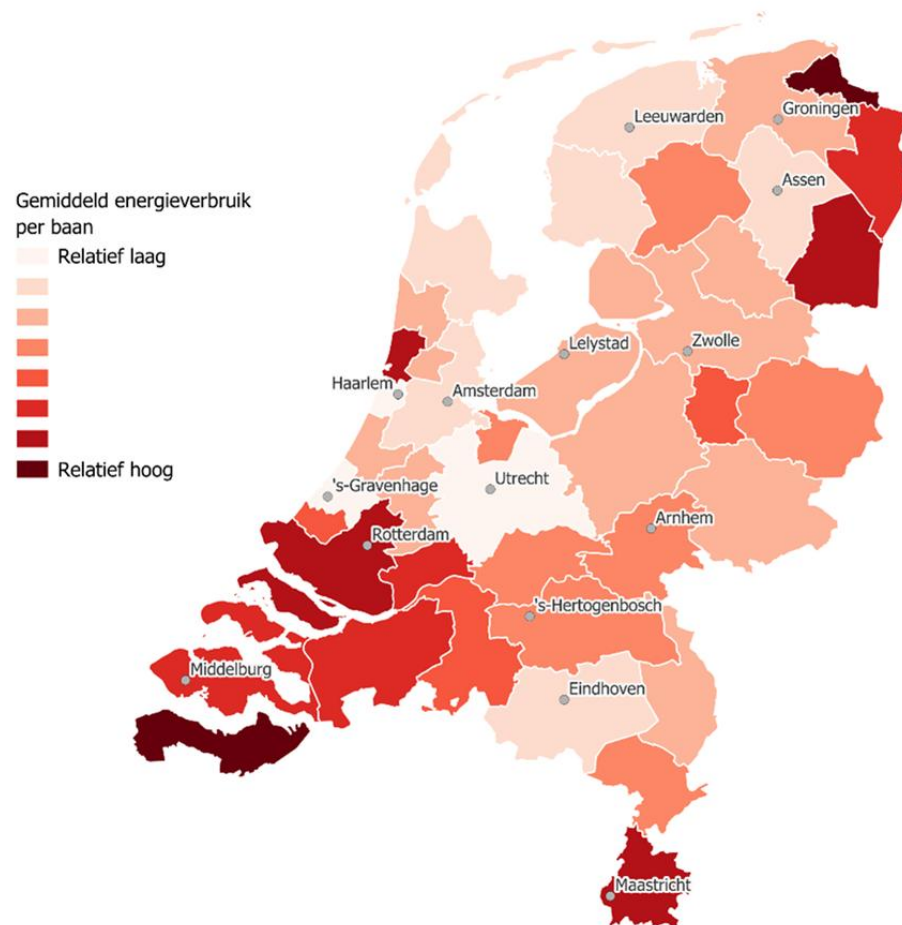 Leeuwarden
Groningen
Assen
Gemiddeld energieverbruik
per baan
Relatief laag
Lelystad
Zwolle
Haarlem
Amsterdam
Relatief hoog
's-Gravenhage
Utrecht
Rotterdam
Arnhem
's-Hertogenbosch
Middelburg
Eindhoven
Maastricht